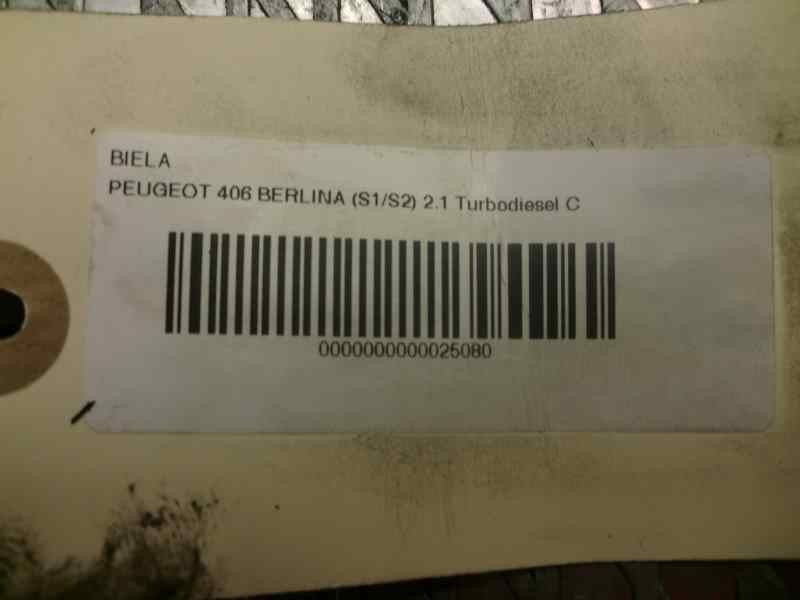 BIELA
PEUGEOT 406 BERLINA (S1/S2) 2.1 Turbodiesel C
0000000000025080